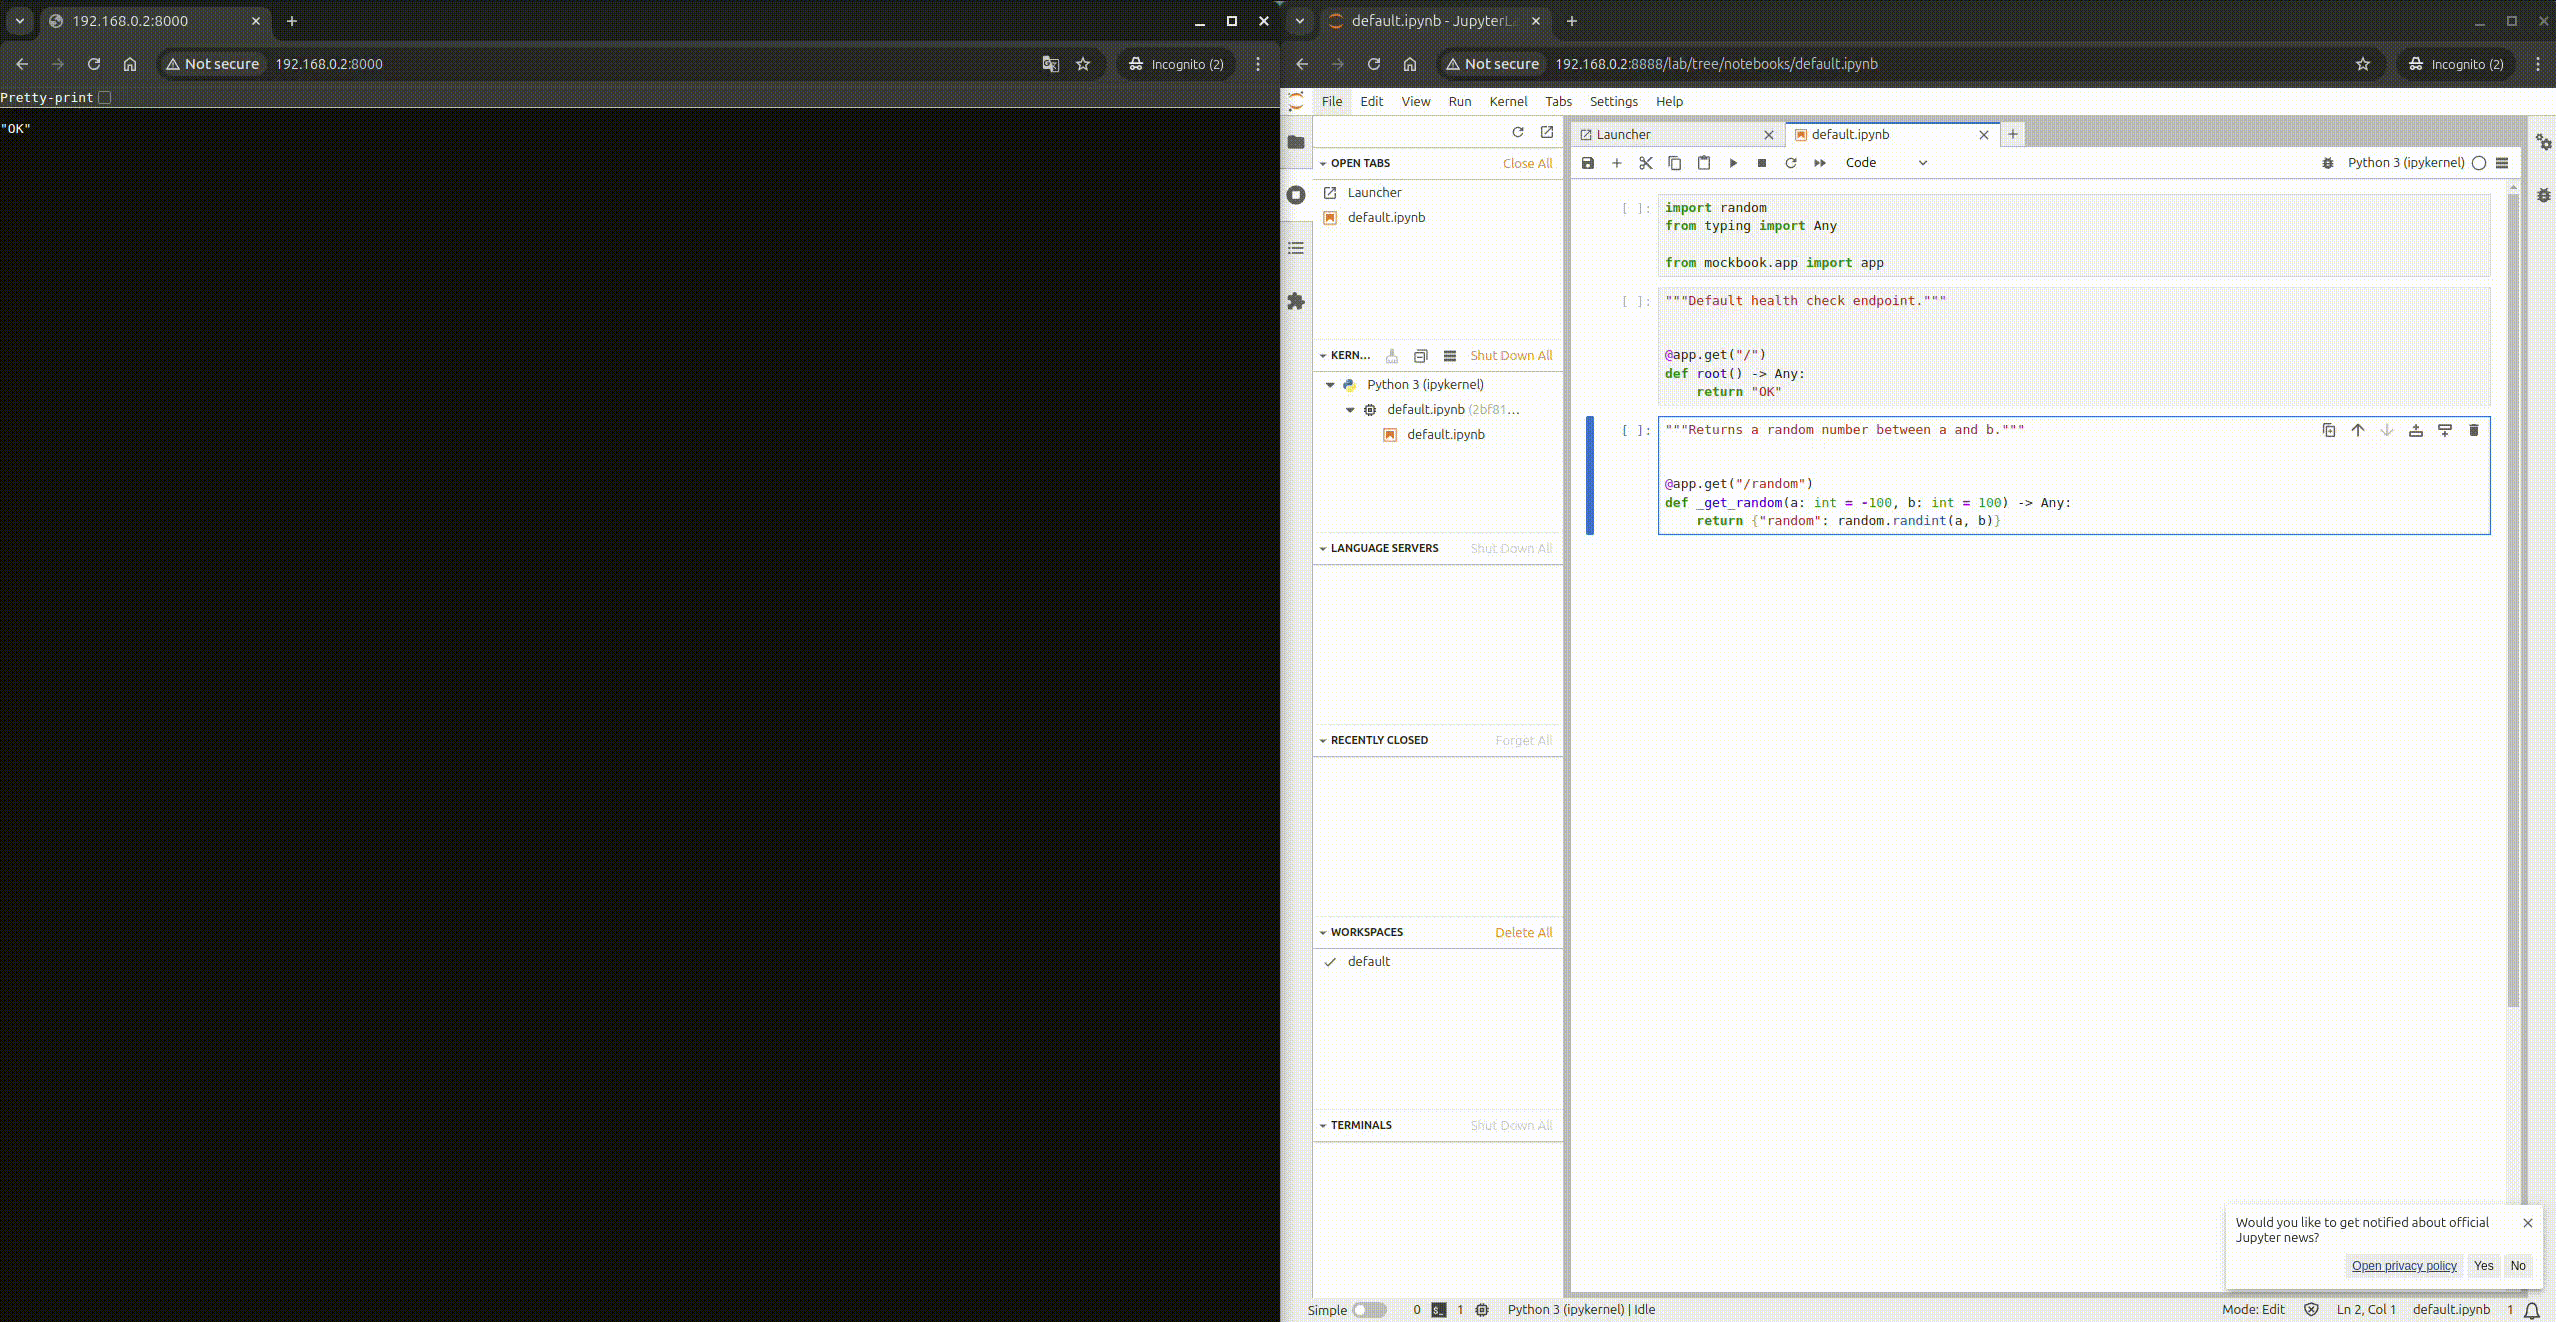 192.168.0.2:8000
Not secure 192.168.0.2:8000 Incognito (2)
Pretty-print
"OK"
default.ipynb - JupyterL
Not secure 192.168.0.2:8888/lab/tree/notebooks/default.ipynb Incognito (2)
File Edit View Run Kernel Tabs Settings Help
OPEN TABS Close All
Launcher
default.ipynb
KERN... Shut Down All
Python 3 (ipykernel)
default.ipynb (2bf81...
default.ipynb
LANGUAGE SERVERS Shut Down All
RECENTLY CLOSED Forget All
WORKSPACES Delete All
default
TERMINALS Shut Down All
Launcher default.ipynb
Code Python 3 (ipykernel)
[ ]: import random
from typing import Any
from mockbook.app import app
[ ]: """Default health check endpoint."""
@app.get("/")
def root() -> Any:
return "OK"
[ ]: """Returns a random number between a and b."""
@app.get("/random")
def _get_random(a: int = -100, b: int = 100) -> Any:
return {"random": random.randint(a, b)}
Would you like to get notified about official
Jupyter news?
Open privacy policy Yes No
Simple 0 $_ 1 Python 3 (ipykernel) | Idle Mode: Edit Ln 2, Col 1 default.ipynb 1